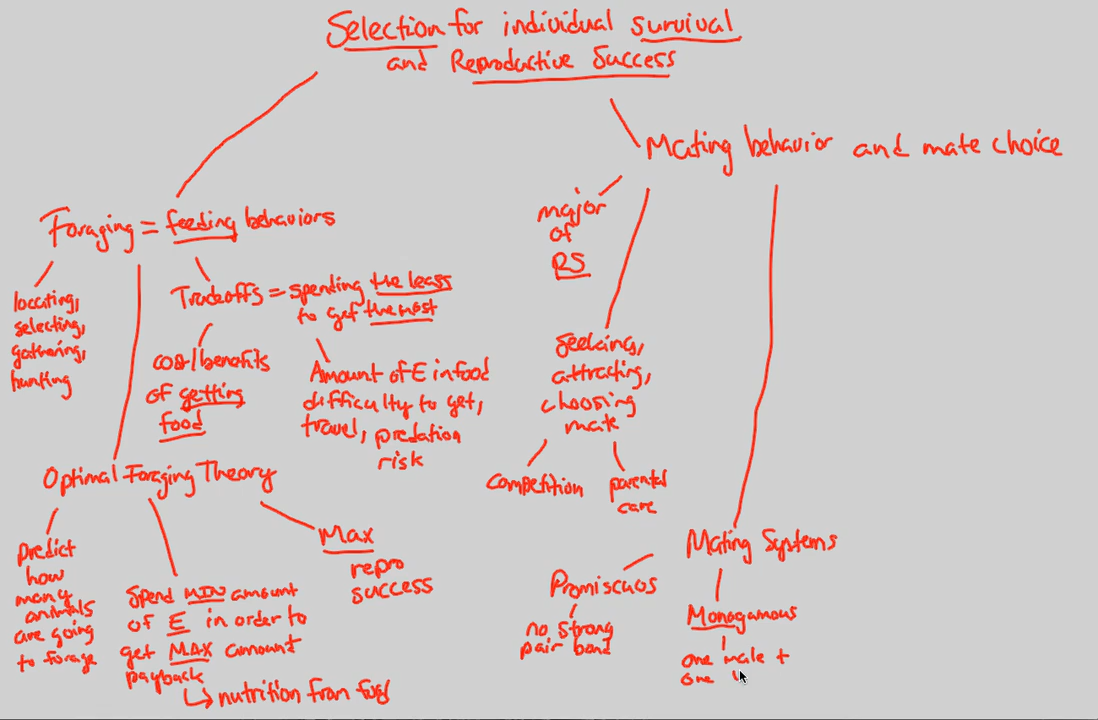 Selection for individual survival
and Reproductive Success
Mating behavior and mate choice
Foraging = feeding behaviors
locating,
selecting,
gathering,
hunting
Tradeoffs = spending the least
to get the most
cost/benefits
of getting
food
Amount of E in food
difficulty to get,
travel, predation
risk
Optimal Foraging Theory
Predict
how
many
animals
are going
to forage
Spend MIN amount
of E in order to
get MAX amount
payback
nutrition from food
Max
repro
success
major
of
RS
Seeking,
attracting,
choosing
mate
Competition
parental
care
Mating Systems
Promiscuos
no strong
pair bond
Monogamous
one male +
one